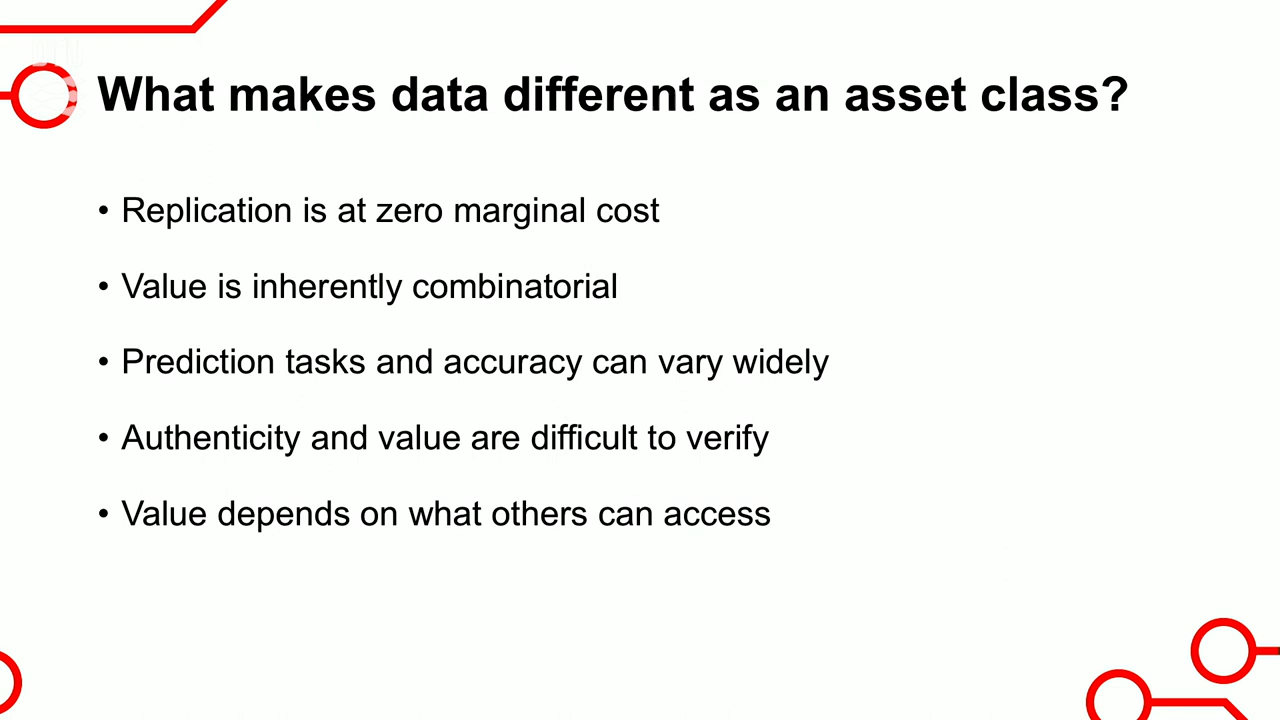 What makes data different as an asset class?
• Replication is at zero marginal cost
• Value is inherently combinatorial
• Prediction tasks and accuracy can vary widely
• Authenticity and value are difficult to verify
• Value depends on what others can access